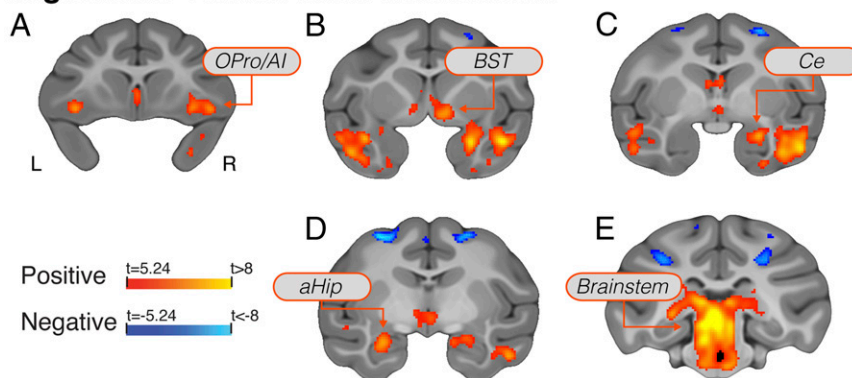 A
OPro/AI
L
R
B
BST
C
Ce
Positive
t=5.24
t>8
Negative
t=-5.24
t<-8
D
aHip
E
Brainstem